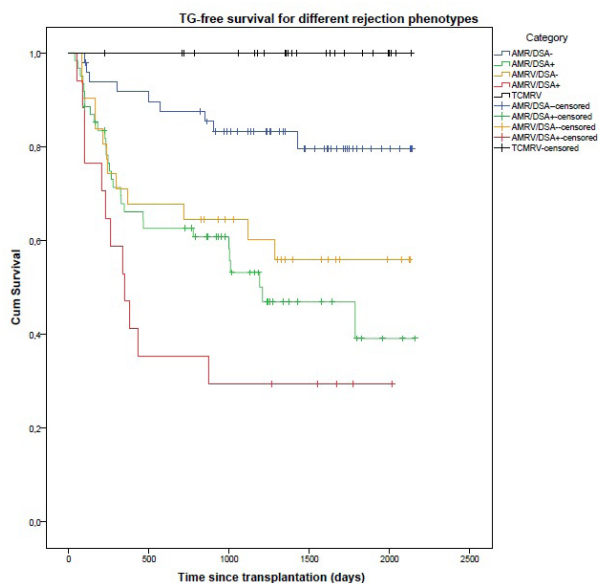 TG-free survival for different rejection phenotypes
Category
AMR/DSA-
AMR/DSA+
AMRV/DSA-
AMRV/DSA+
TCMRV
AMR/DSA--censored
AMR/DSA+-censored
AMRV/DSA--censored
AMRV/DSA+-censored
TCMRV-censored
Cum Survival
1,0
0,8
0,6
0,4
0,2
0,0
0
500
1000
1500
2000
2500
Time since transplantation (days)